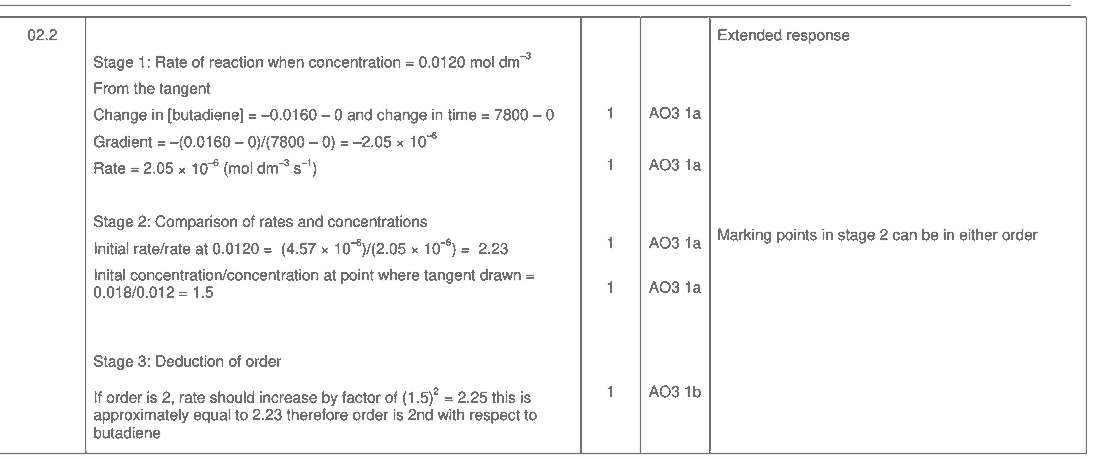 02.2
Extended response
Stage 1: Rate of reaction when concentration = 0.0120 mol dm⁻³
From the tangent
Change in [butadiene] = –0.0160 – 0 and change in time = 7800 – 0
1
AO3 1a
Gradient = –(0.0160 – 0)/(7800 – 0) = –2.05 × 10⁻⁶
Rate = 2.05 × 10⁻⁶ (mol dm⁻³ s⁻¹)
1
AO3 1a
Stage 2: Comparison of rates and concentrations
Initial rate/rate at 0.0120 = (4.57 × 10⁻⁶)/(2.05 × 10⁻⁶) = 2.23
1
AO3 1a
Marking points in stage 2 can be in either order
Inital concentration/concentration at point where tangent drawn =
0.018/0.012 = 1.5
1
AO3 1a
Stage 3: Deduction of order
If order is 2, rate should increase by factor of (1.5)² = 2.25 this is
approximately equal to 2.23 therefore order is 2nd with respect to
butadiene
1
AO3 1b